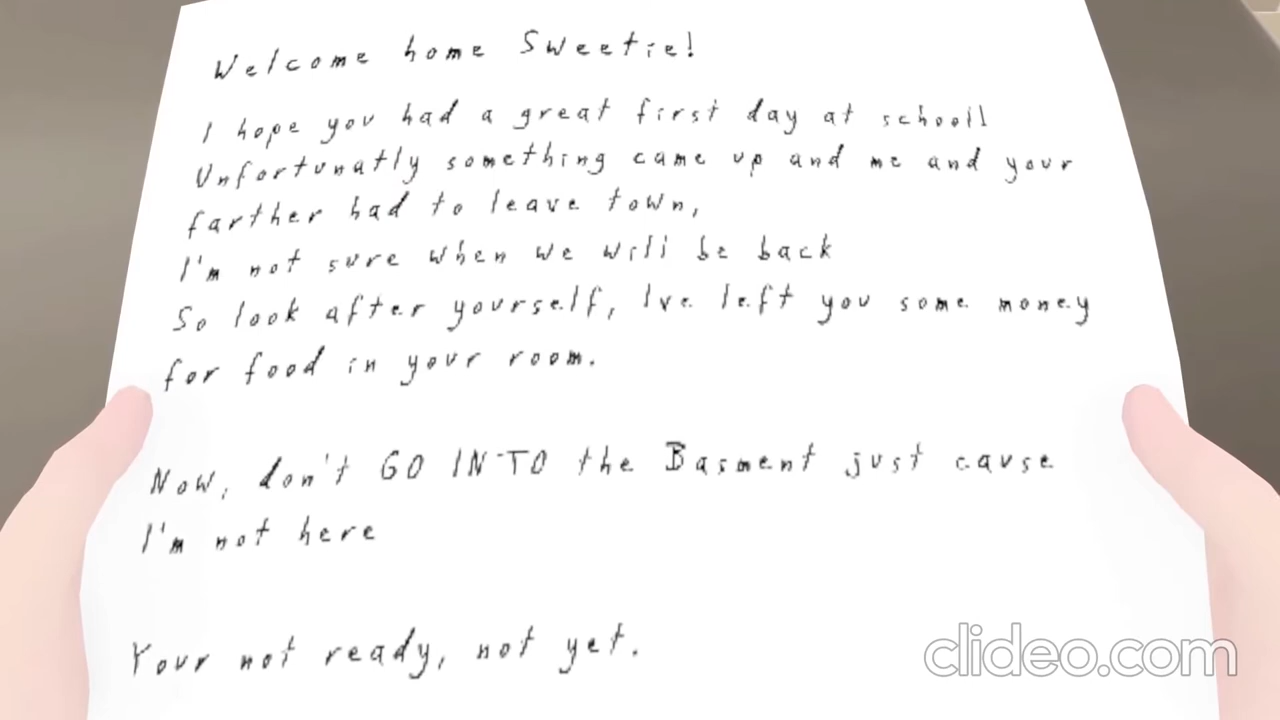 Welcome home Sweetie!
I hope you had a great first day at school!
Unfortunatly something came up and me and your
farther had to leave town,
I'm not sure when we will be back
So look after yourself, Ive left you some money
for food in your room.
Now, don't GO INTO the Basment just cause
I'm not here
Your not ready, not yet.
clideo.com